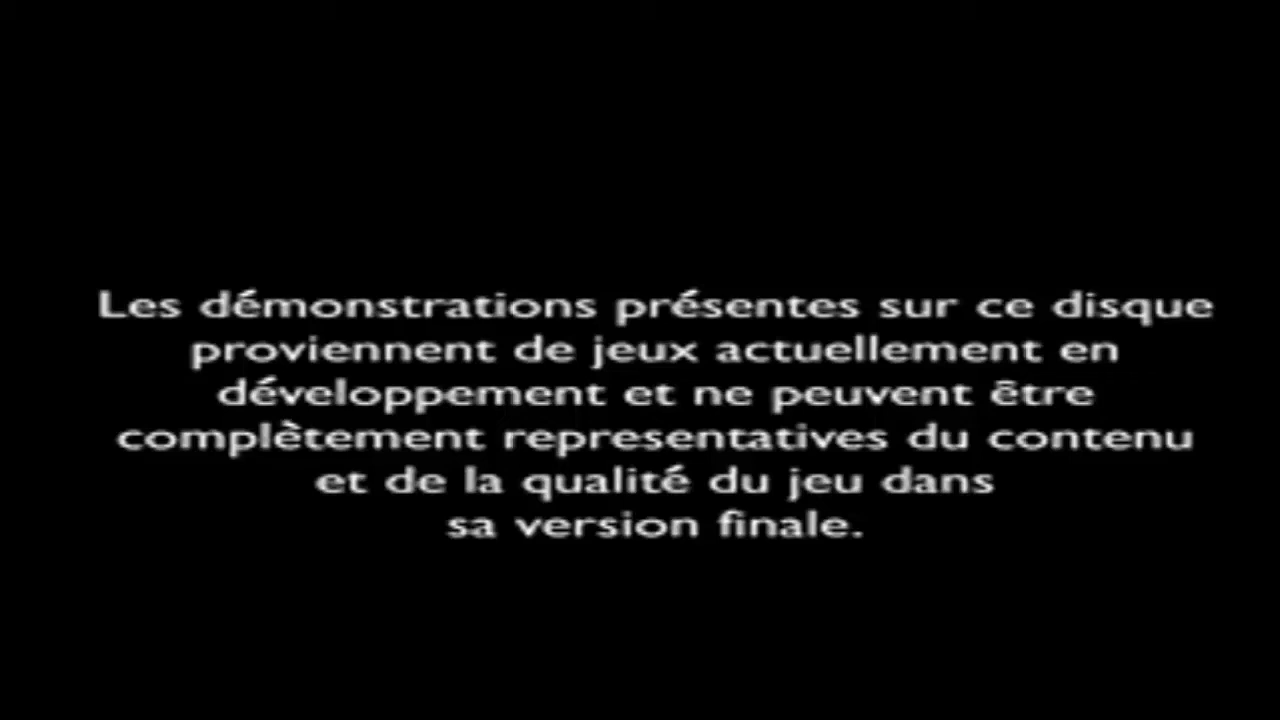 Les démonstrations présentes sur ce disque
proviennent de jeux actuellement en
développement et ne peuvent être
complètement representatives du contenu
et de la qualité du jeu dans
sa version finale.